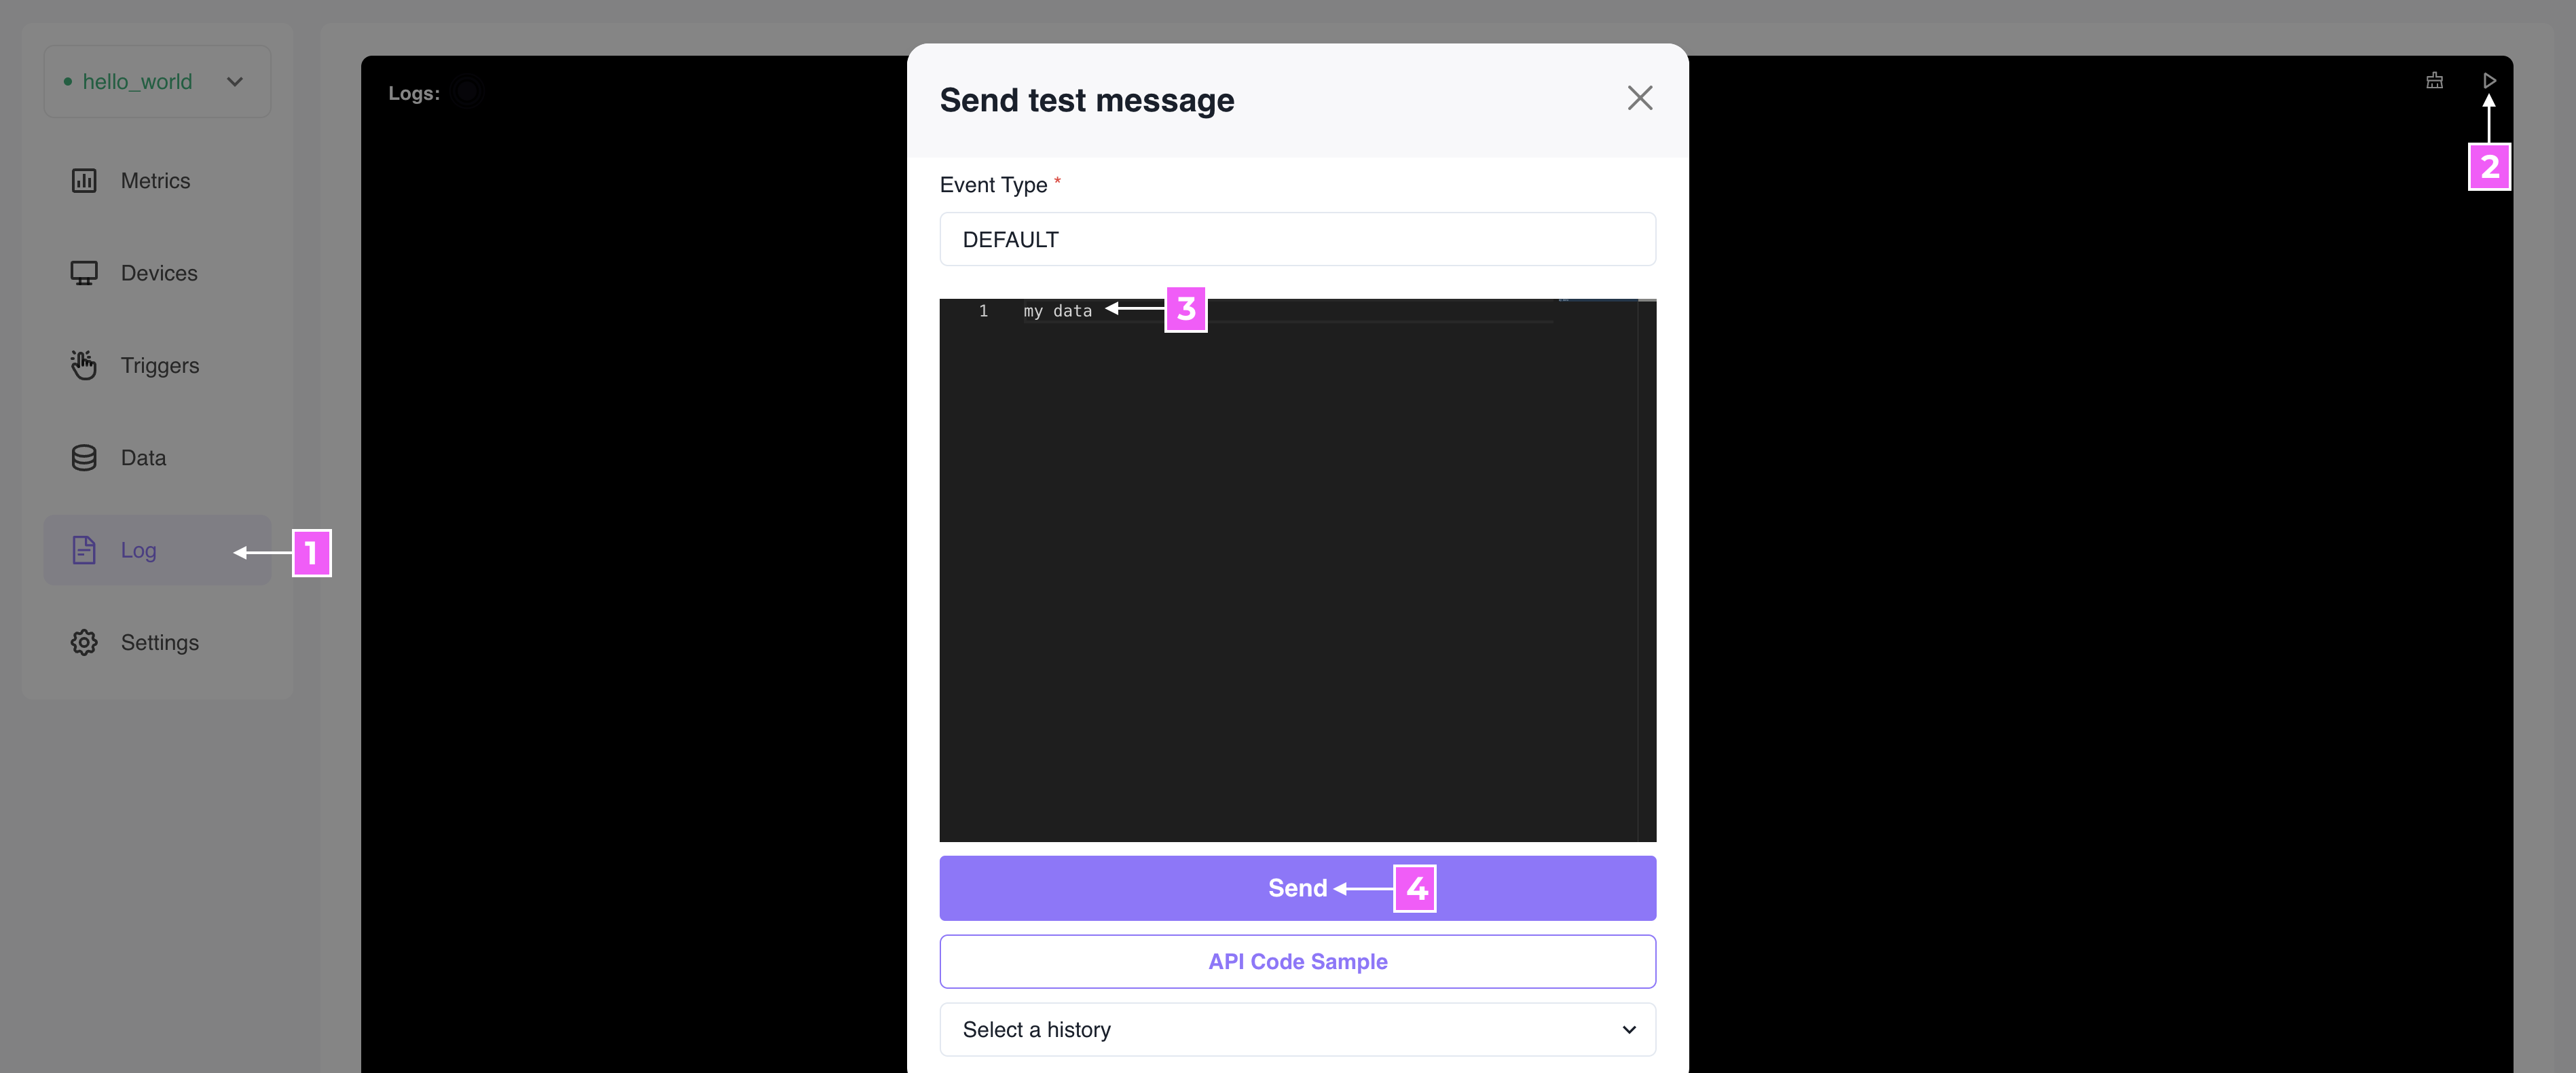 hello_world
Metrics
Devices
Triggers
Data
Log
1
Settings
Logs:
2
Send test message
Event Type *
DEFAULT
1 my data
3
Send
4
API Code Sample
Select a history